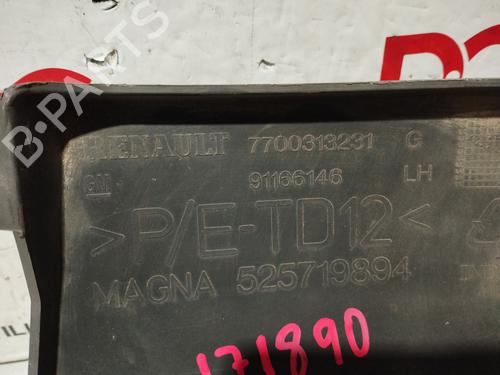 RENAULT 7700313231 G
GM 91166146 LH
>P/E-TD12<
MAGNA 525719894
171890
B-PARTS